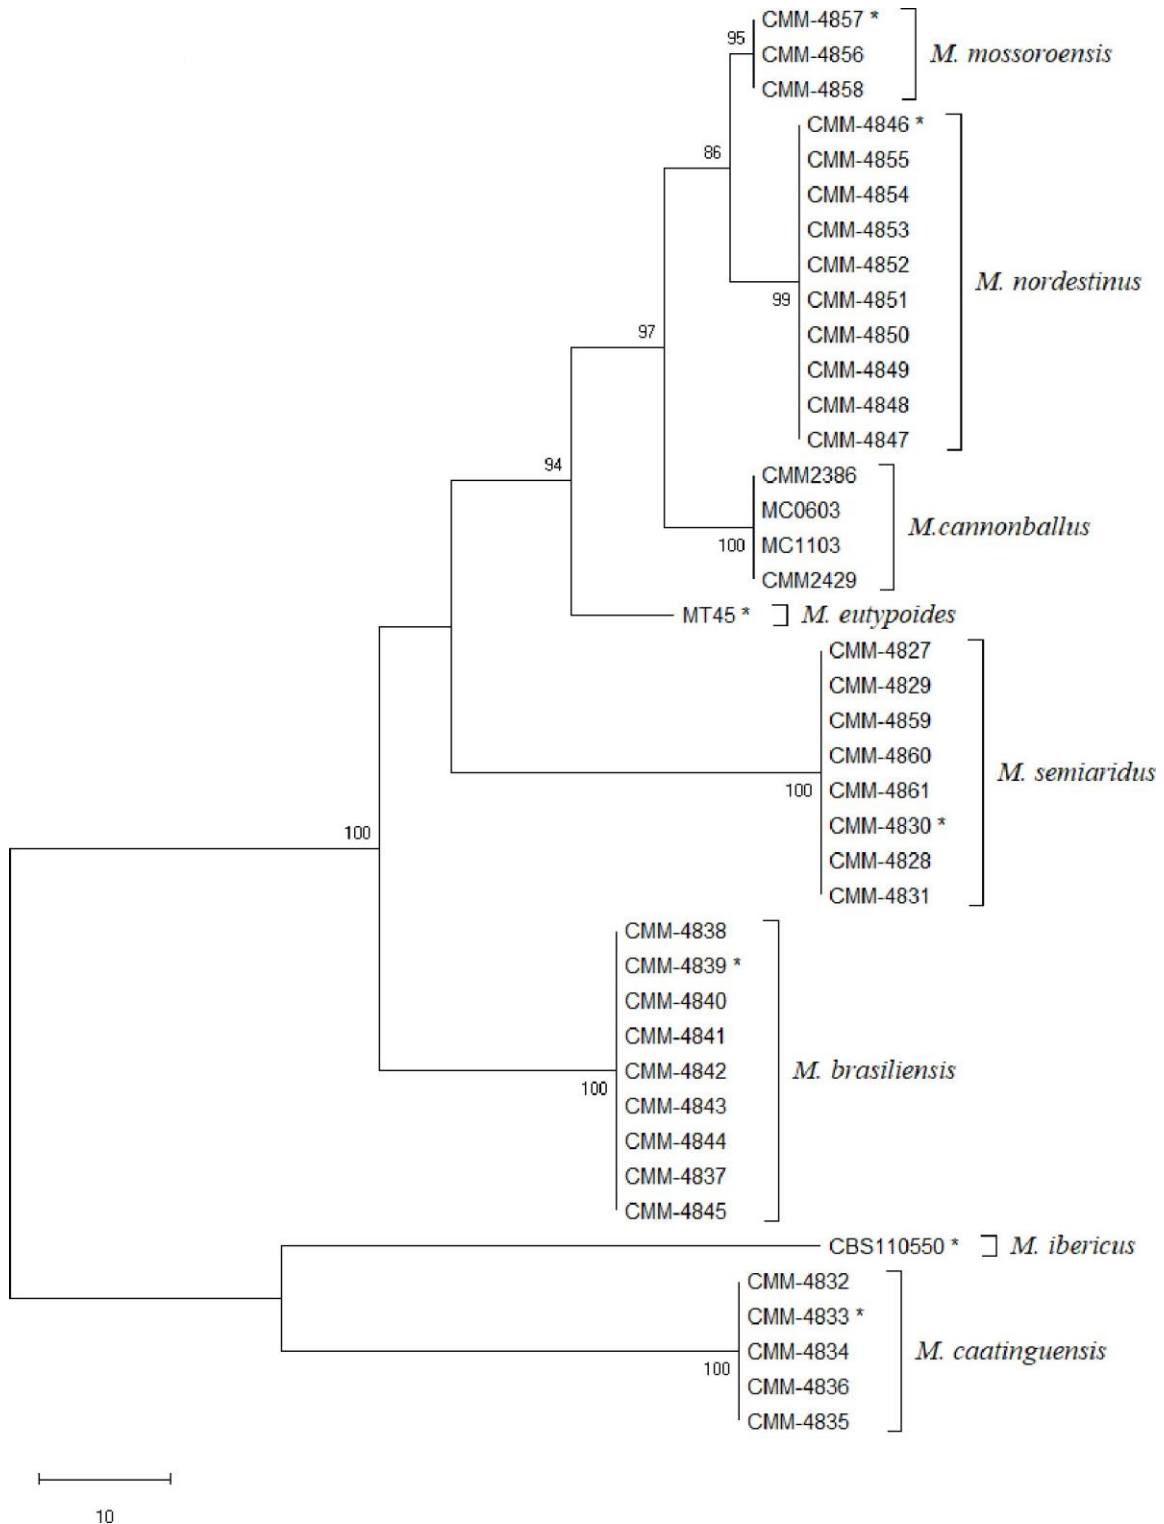 CMM-4857 *
95
CMM-4856
M. mossoroensis
CMM-4858
CMM-4846 *
86
CMM-4855
CMM-4854
CMM-4853
CMM-4852
M. nordestinus
99
CMM-4851
CMM-4850
97
CMM-4849
CMM-4848
CMM-4847
94
CMM2386
MC0603
M.cannonballus
100
MC1103
CMM2429
MT45 *
M. eutypoides
CMM-4827
CMM-4829
CMM-4859
CMM-4860
M. semiaridus
100
CMM-4861
CMM-4830 *
100
CMM-4828
CMM-4831
CMM-4838
CMM-4839 *
CMM-4840
CMM-4841
CMM-4842
M. brasiliensis
100
CMM-4843
CMM-4844
CMM-4837
CMM-4845
CBS110550 *
M. ibericus
CMM-4832
CMM-4833 *
CMM-4834
M. caatinguensis
100
CMM-4836
CMM-4835
10